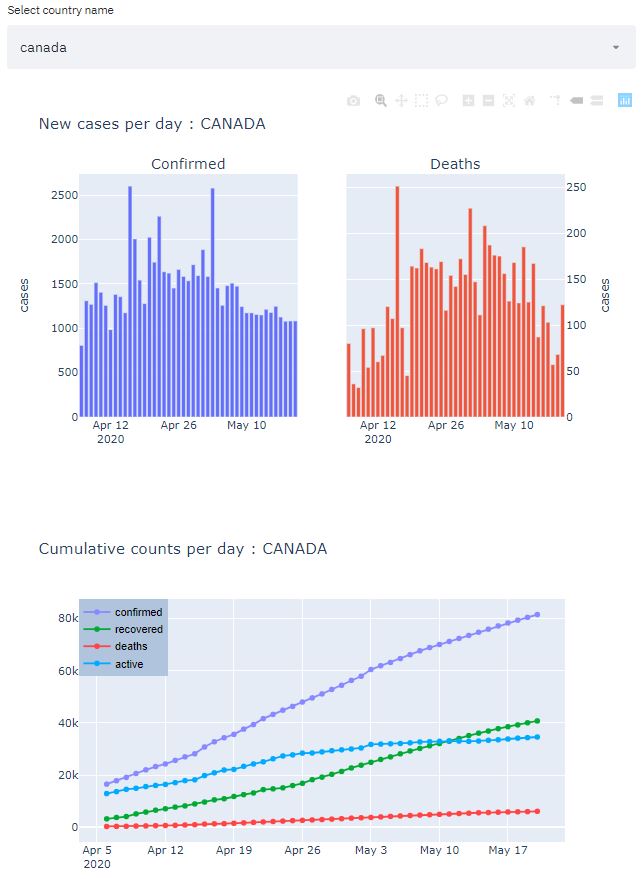 Select country name
canada
New cases per day : CANADA
Confirmed
Deaths
2500
2000
1500
1000
500
0
cases
Apr 12
2020
Apr 26
May 10
250
200
150
100
50
0
cases
Apr 12
2020
Apr 26
May 10
Cumulative counts per day : CANADA
confirmed
recovered
deaths
active
80k
60k
40k
20k
0
Apr 5
2020
Apr 12
Apr 19
Apr 26
May 3
May 10
May 17